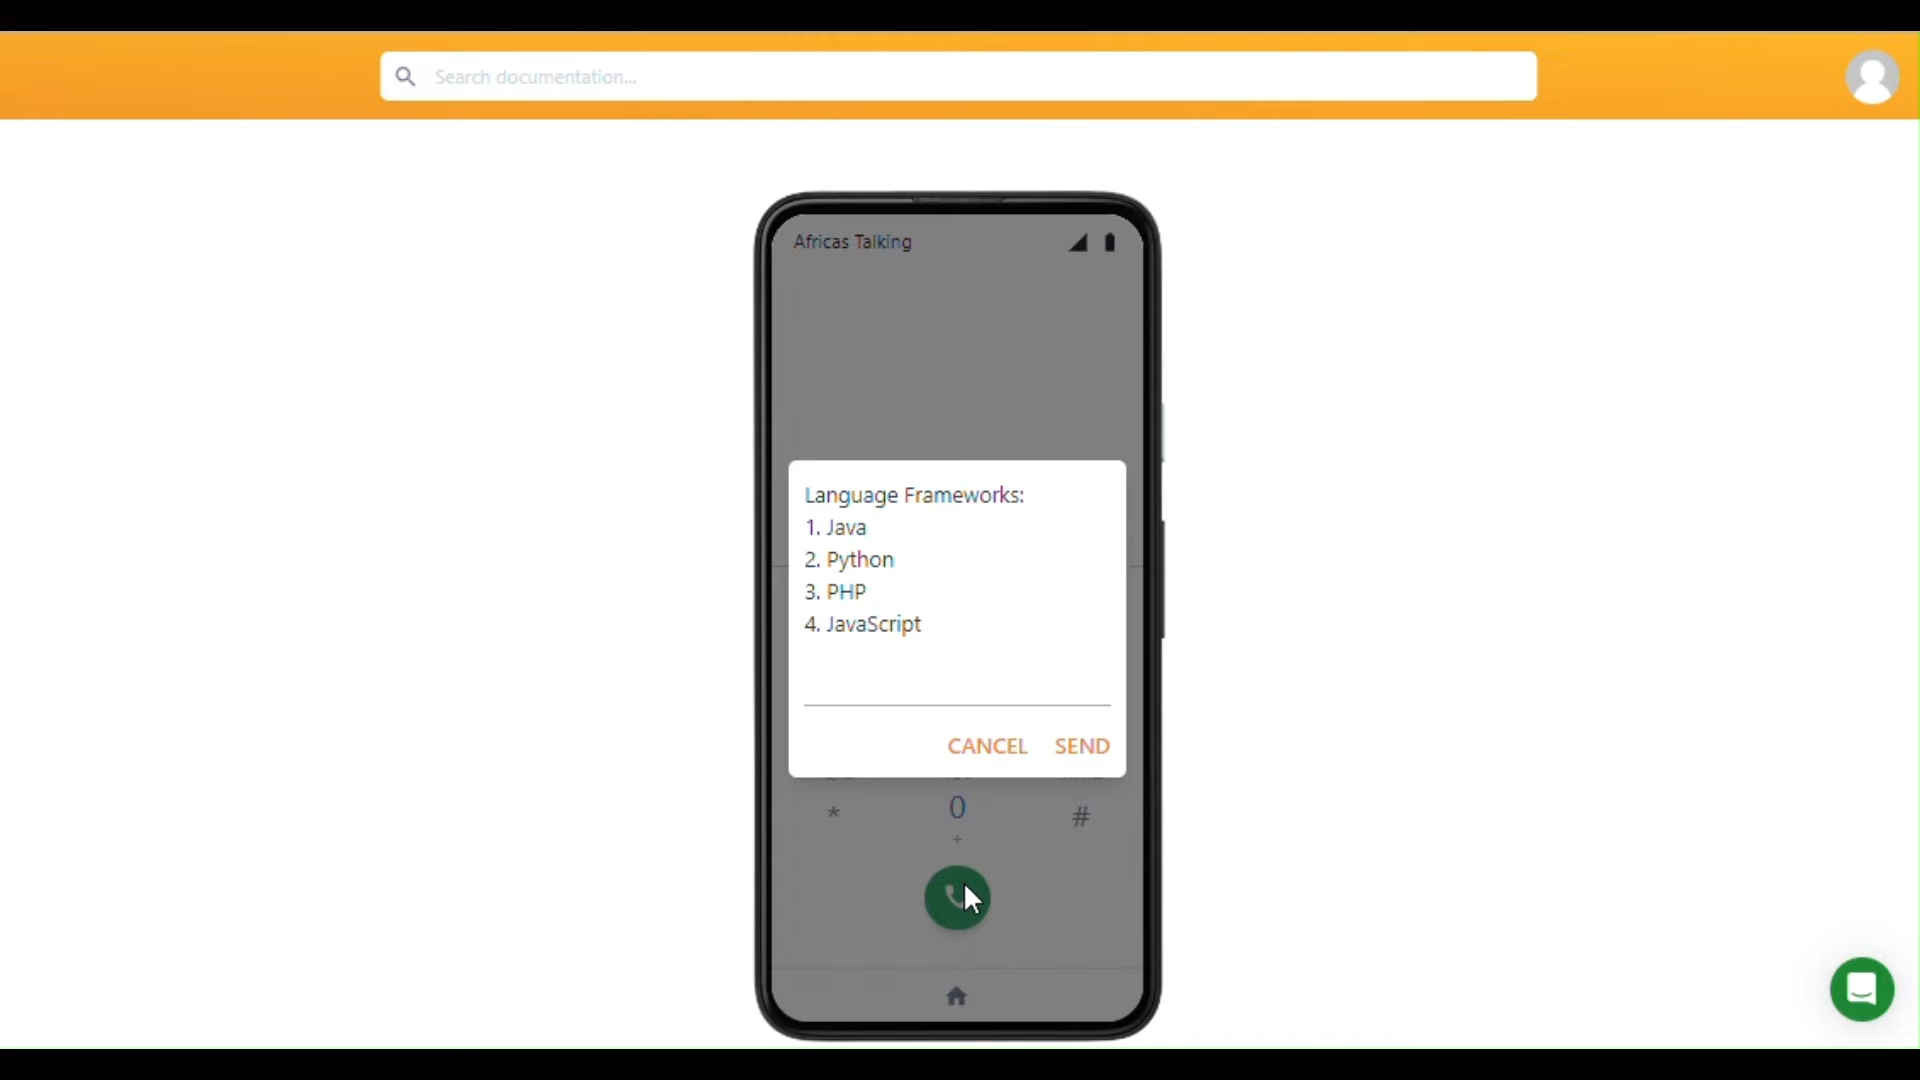 Search documentation...
Africas Talking
Language Frameworks:
1. Java
2. Python
3. PHP
4. JavaScript
CANCEL SEND
* 0 #
+